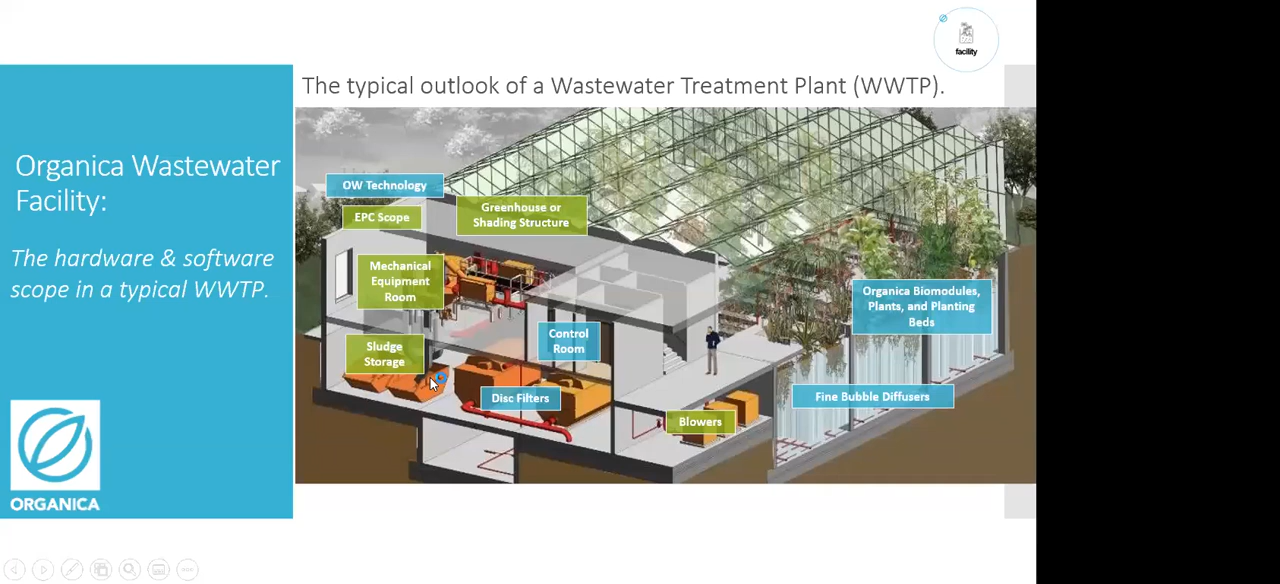 facility
The typical outlook of a Wastewater Treatment Plant (WWTP).
Organica Wastewater
Facility:
The hardware & software
scope in a typical WWTP.
ORGANICA
OW Technology
EPC Scope
Greenhouse or
Shading Structure
Mechanical
Equipment
Room
Sludge
Storage
Control
Room
Disc Filters
Blowers
Organica Biomodules,
Plants, and Planting
Beds
Fine Bubble Diffusers